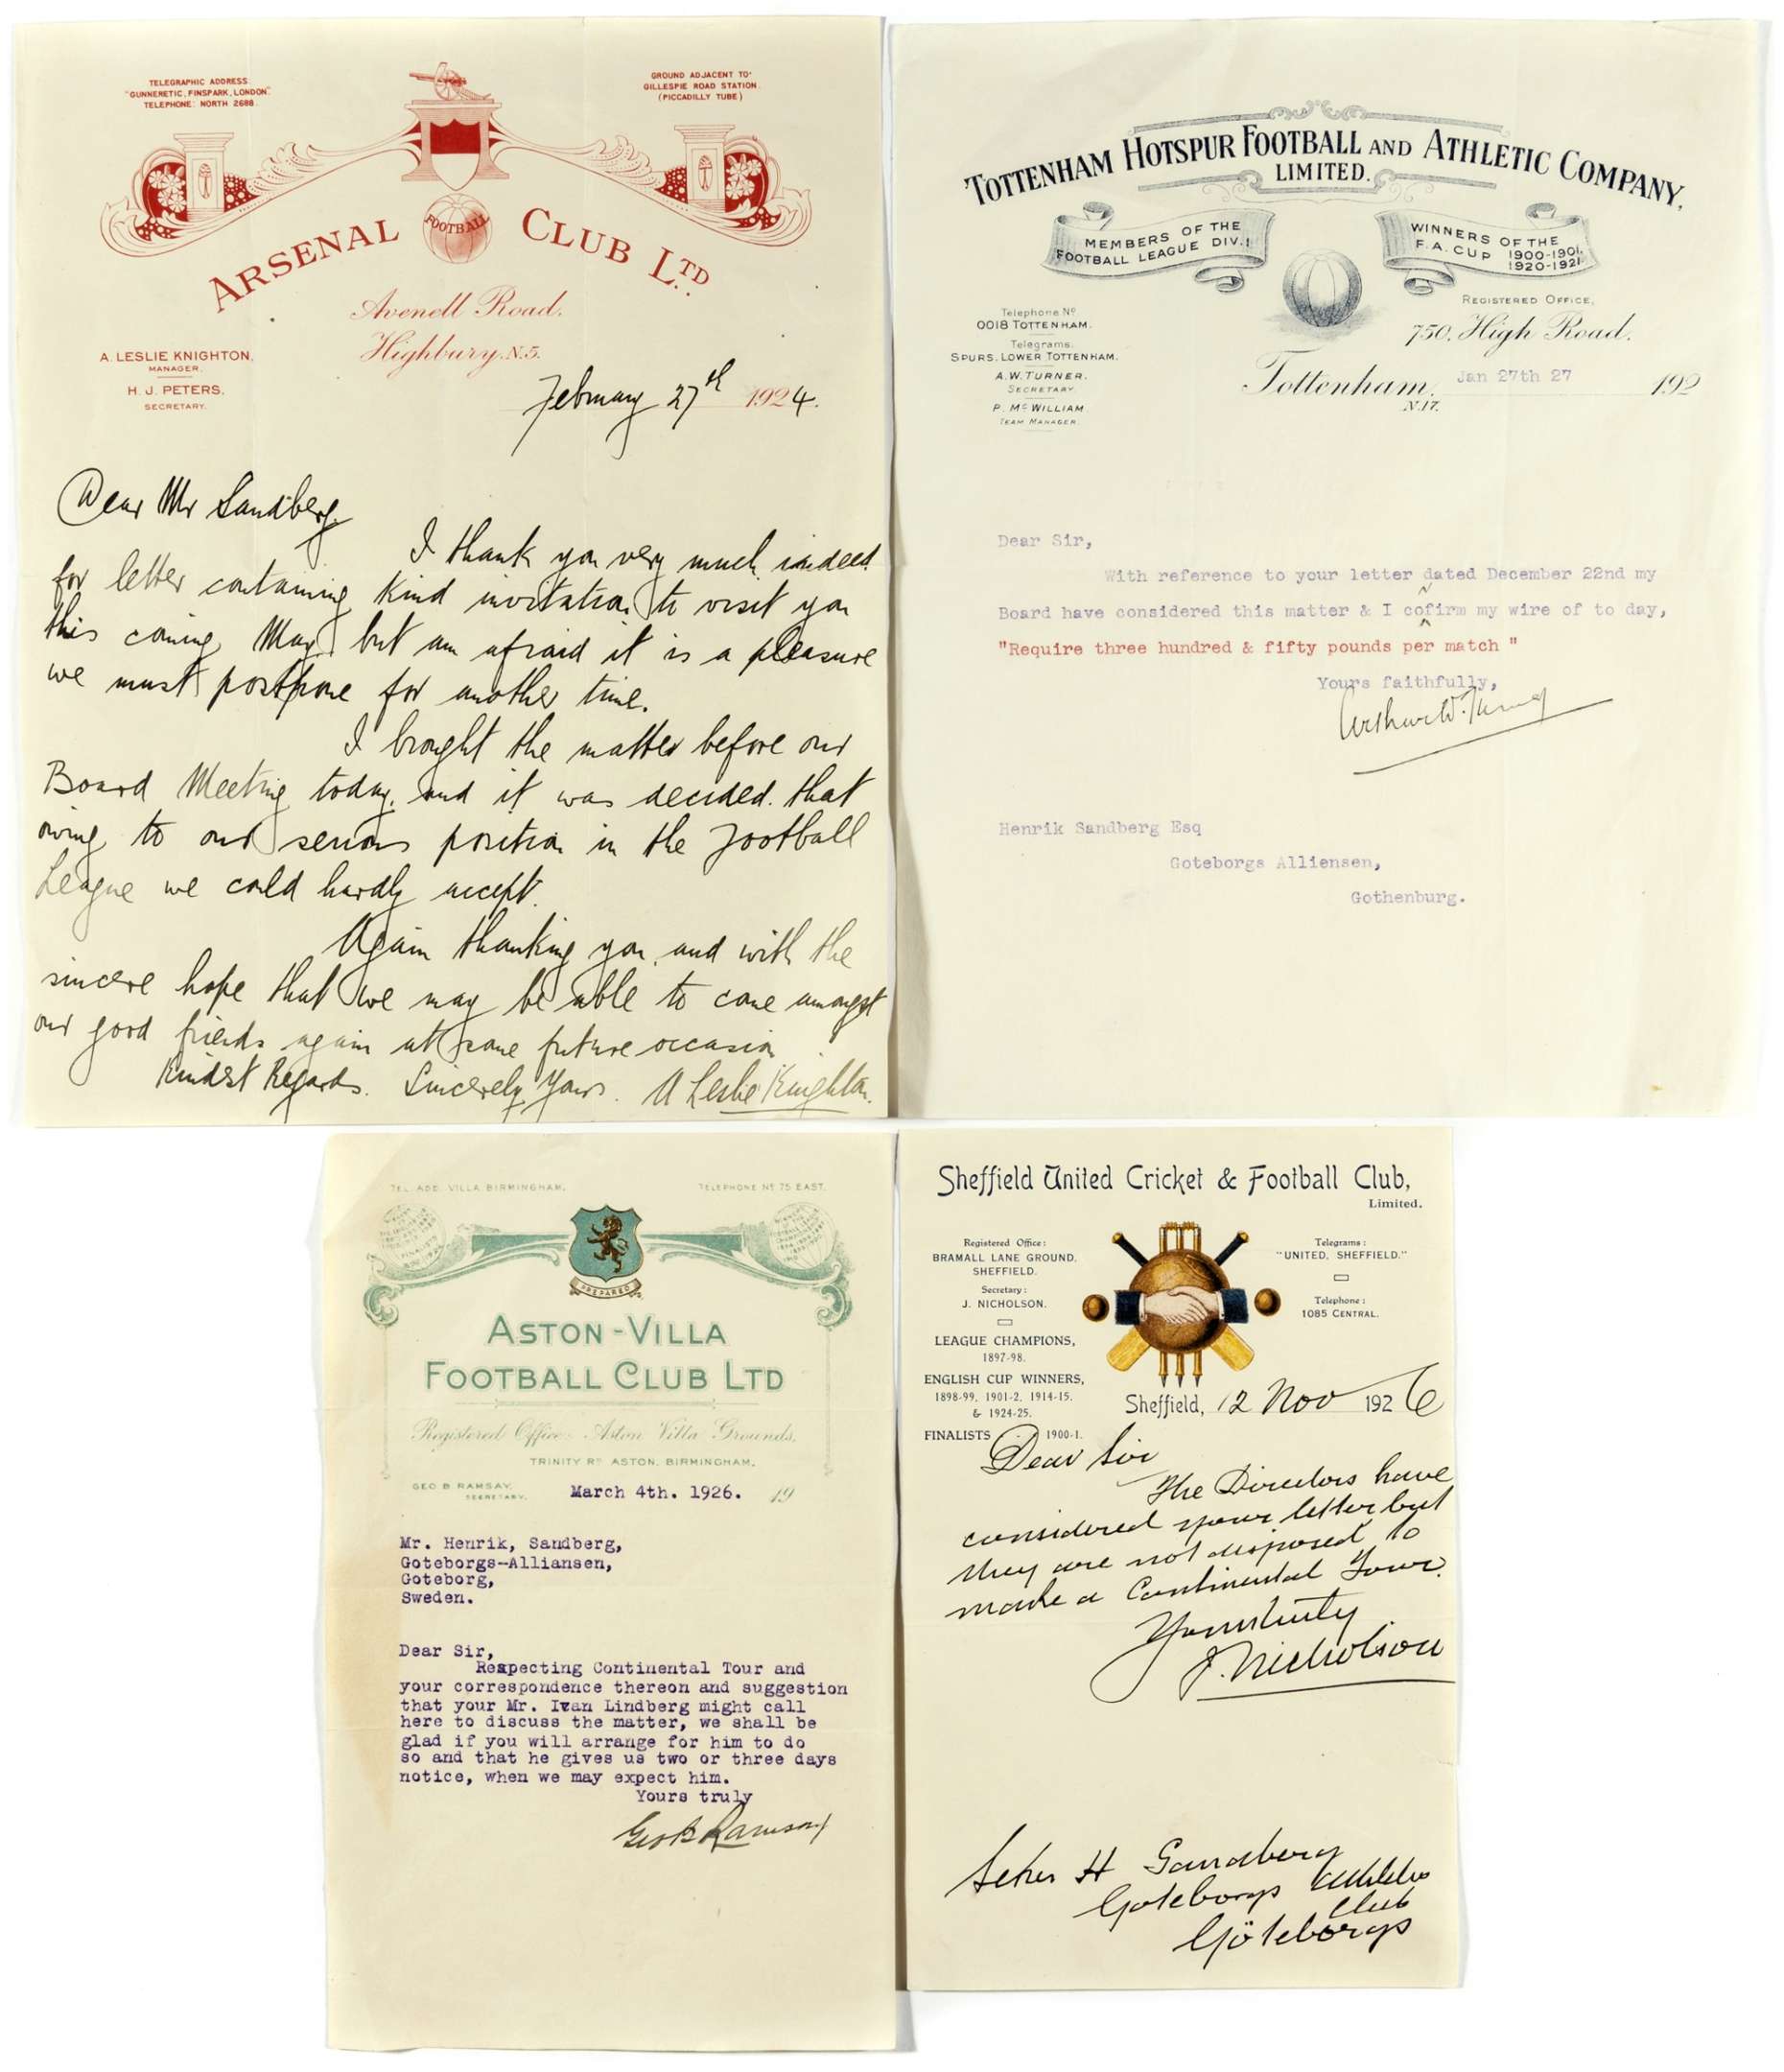 TELEGRAPHIC ADDRESS:
"GUNNERETIC, FINSPARK, LONDON".
TELEPHONE: NORTH 2688.
GROUND ADJACENT TO
GILLESPIE ROAD STATION.
(PICCADILLY TUBE)
ARSENAL FOOTBALL CLUB LTD.
Avenell Road,
Highbury, N.5.
A. LESLIE KNIGHTON,
MANAGER.
H. J. PETERS,
SECRETARY.
February 27th 1924.
Dear Mr Sandberg.
I thank you very much indeed
for letter containing kind invitation to visit you
this coming May, but am afraid it is a pleasure
we must postpone for another time.
I brought the matter before our
Board Meeting today, and it was decided that
owing to our serious position in the Football
League we could hardly accept.
Again thanking you, and with the
sincere hope that we may be able to come amongst
our good friends again at some future occasion
Kindest Regards. Sincerely Yours. A Leslie Knighton.
TOTTENHAM HOTSPUR FOOTBALL AND ATHLETIC COMPANY,
LIMITED.
MEMBERS OF THE
FOOTBALL LEAGUE DIV. I
WINNERS OF THE
F.A. CUP 1900-1901.
1920-1921.
Telephone No
0018 TOTTENHAM.
Telegrams.
SPURS, LOWER TOTTENHAM.
A.W. TURNER.
SECRETARY
P. McWILLIAM
TEAM MANAGER.
REGISTERED OFFICE,
750, High Road,
Tottenham, Jan 27th 27 192
N.17.
Dear Sir,
With reference to your letter dated December 22nd my
Board have considered this matter & I cofirm my wire of to day,
"Require three hundred & fifty pounds per match "
Yours faithfully,
Arthur W. Turner
Henrik Sandberg Esq
Goteborgs Alliensen,
Gothenburg.
TEL. ADD. VILLA BIRMINGHAM.
TELEPHONE No 75 EAST.
PREPARED
ASTON-VILLA
FOOTBALL CLUB LTD
Registered Office: Aston Villa Grounds,
TRINITY RD ASTON, BIRMINGHAM.
GEO B RAMSAY,
SECRETARY.
March 4th. 1926. 19
Mr. Henrik, Sandberg,
Goteborgs-Alliansen,
Goteborg,
Sweden.
Dear Sir,
Respecting Continental Tour and
your correspondence thereon and suggestion
that your Mr. Ivan Lindberg might call
here to discuss the matter, we shall be
glad if you will arrange for him to do
so and that he gives us two or three days
notice, when we may expect him.
Yours truly
Geo B Ramsay
Sheffield United Cricket & Football Club,
Limited.
Registered Office:
BRAMALL LANE GROUND,
SHEFFIELD.
Secretary:
J. NICHOLSON.
LEAGUE CHAMPIONS,
1897-98.
ENGLISH CUP WINNERS,
1898-99, 1901-2, 1914-15,
& 1924-25.
FINALISTS 1900-1.
Telegrams:
"UNITED, SHEFFIELD."
Telephone:
1085 CENTRAL.
Sheffield, 12 Nov 1926
Dear Sir
The Directors have
considered your letter but
they are not disposed to
make a Continental Tour.
Yours truly
J. Nicholson
H Sandberg
Goteborgs Athletic
Club
Göteborgs